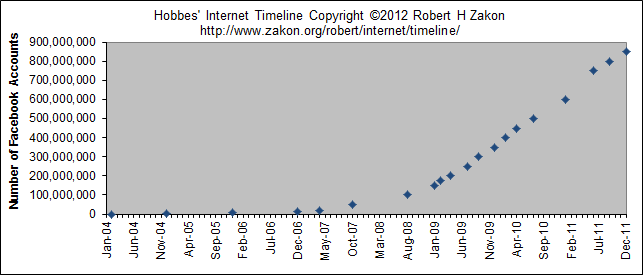 Hobbes' Internet Timeline Copyright ©2012 Robert H Zakon
http://www.zakon.org/robert/internet/timeline/
Number of Facebook Accounts
900,000,000
800,000,000
700,000,000
600,000,000
500,000,000
400,000,000
300,000,000
200,000,000
100,000,000
0
Jan-04
Jun-04
Nov-04
Apr-05
Sep-05
Feb-06
Jul-06
Dec-06
May-07
Oct-07
Mar-08
Aug-08
Jan-09
Jun-09
Nov-09
Apr-10
Sep-10
Feb-11
Jul-11
Dec-11